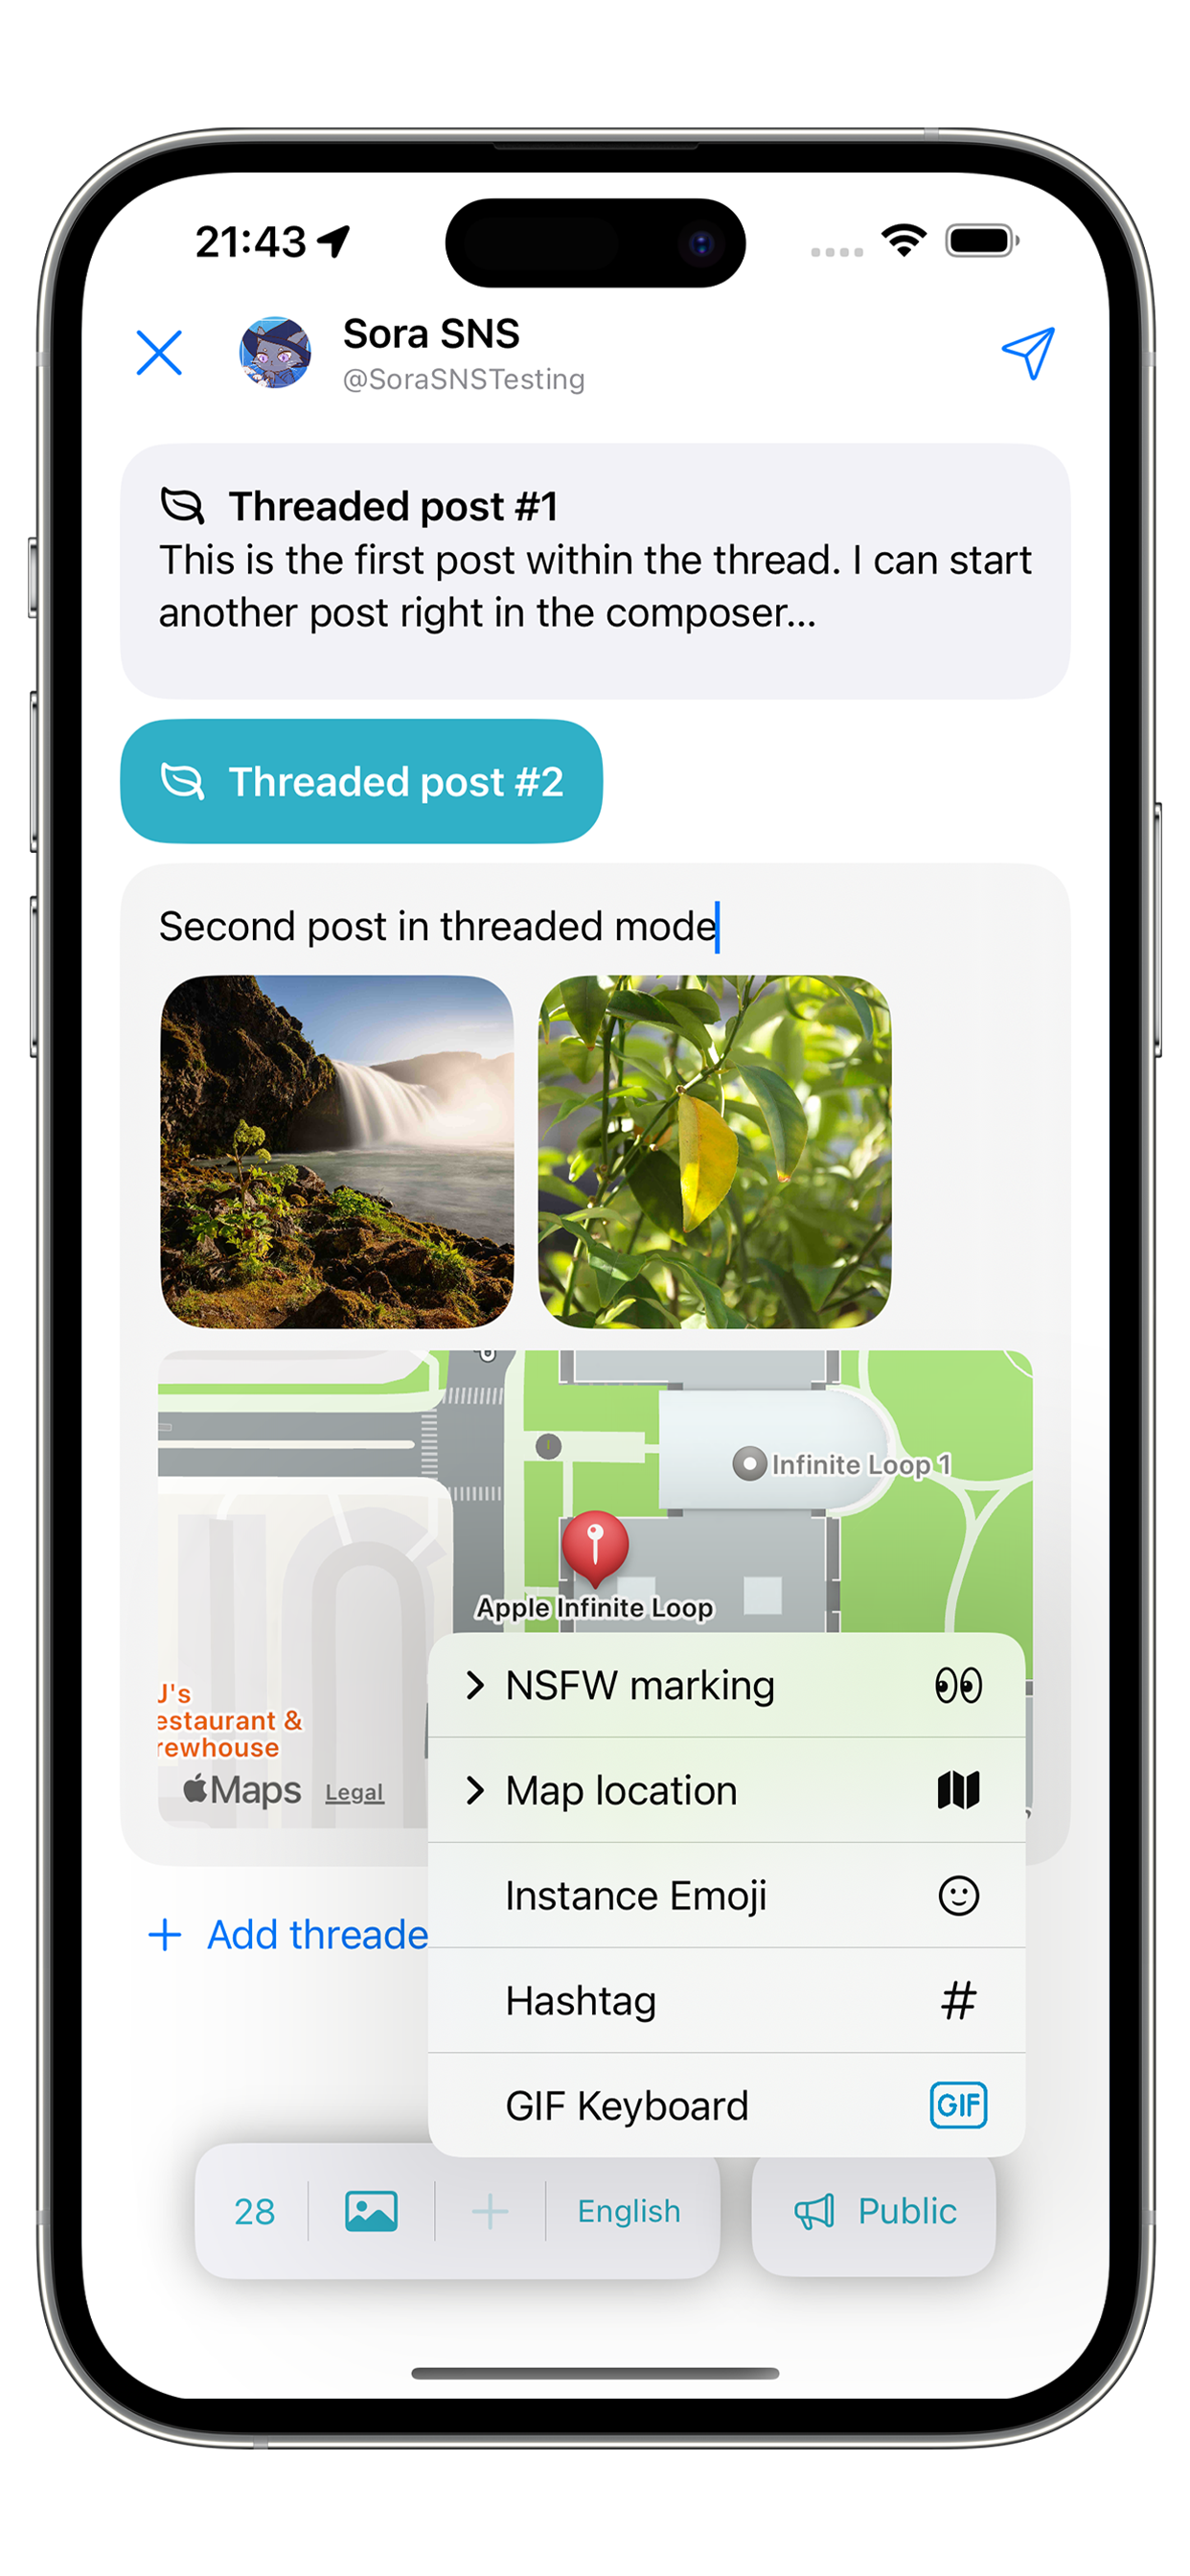 21:43
Sora SNS
@SoraSNSTesting
Threaded post #1
This is the first post within the thread. I can start
another post right in the composer...
Threaded post #2
Second post in threaded mode
Infinite Loop 1
Apple Infinite Loop
J's
estaurant &
rewhouse
Maps Legal
NSFW marking
Map location
Instance Emoji
Hashtag #
GIF Keyboard GIF
+ Add threade
28 + English
Public